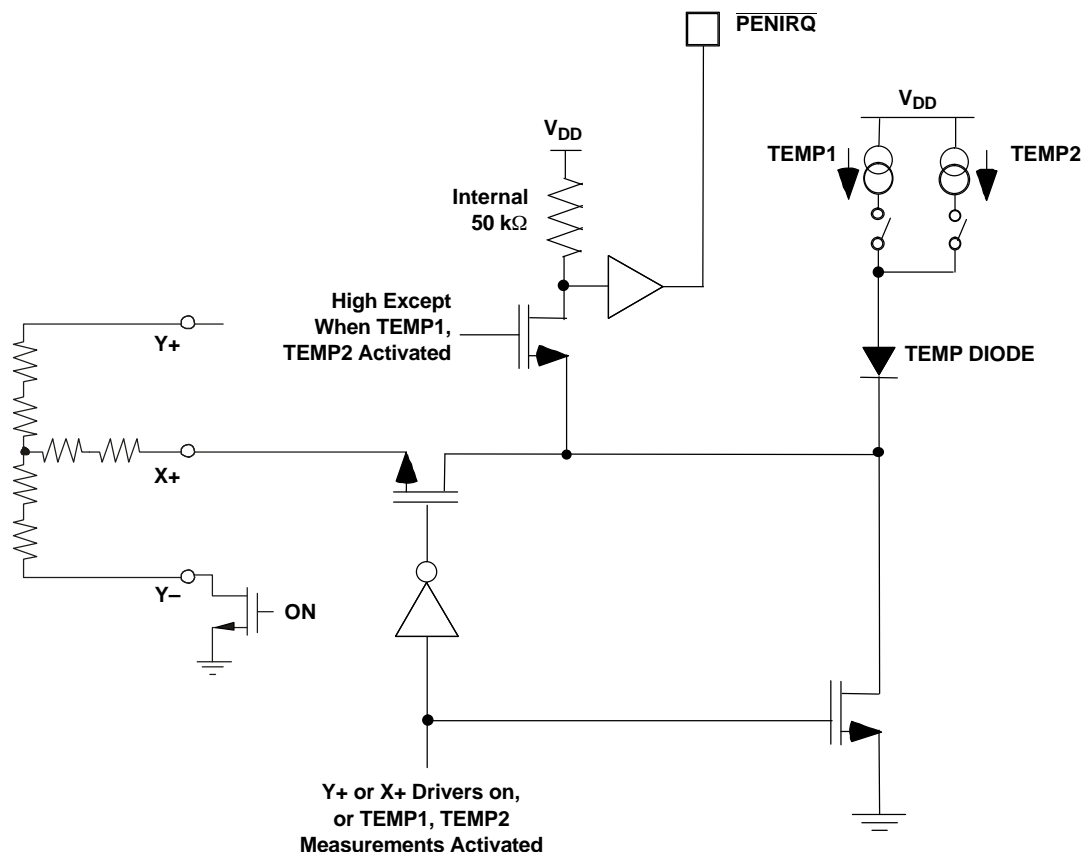 PENIRQ
VDD
TEMP1
TEMP2
VDD
Internal
50 kΩ
High Except
When TEMP1,
TEMP2 Activated
TEMP DIODE
Y+
X+
Y–
ON
Y+ or X+ Drivers on,
or TEMP1, TEMP2
Measurements Activated